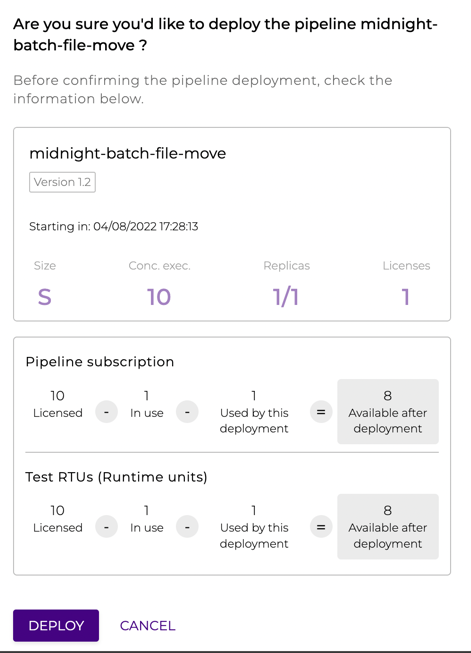 Are you sure you'd like to deploy the pipeline midnight-
batch-file-move ?
Before confirming the pipeline deployment, check the
information below.
midnight-batch-file-move
Version 1.2
Starting in: 04/08/2022 17:28:13
Size Conc. exec. Replicas Licenses
S 10 1/1 1
Pipeline subscription
10 1 1 8
Licensed - In use - Used by this = Available after
deployment deployment
Test RTUs (Runtime units)
10 1 1 8
Licensed - In use - Used by this = Available after
deployment deployment
DEPLOY CANCEL